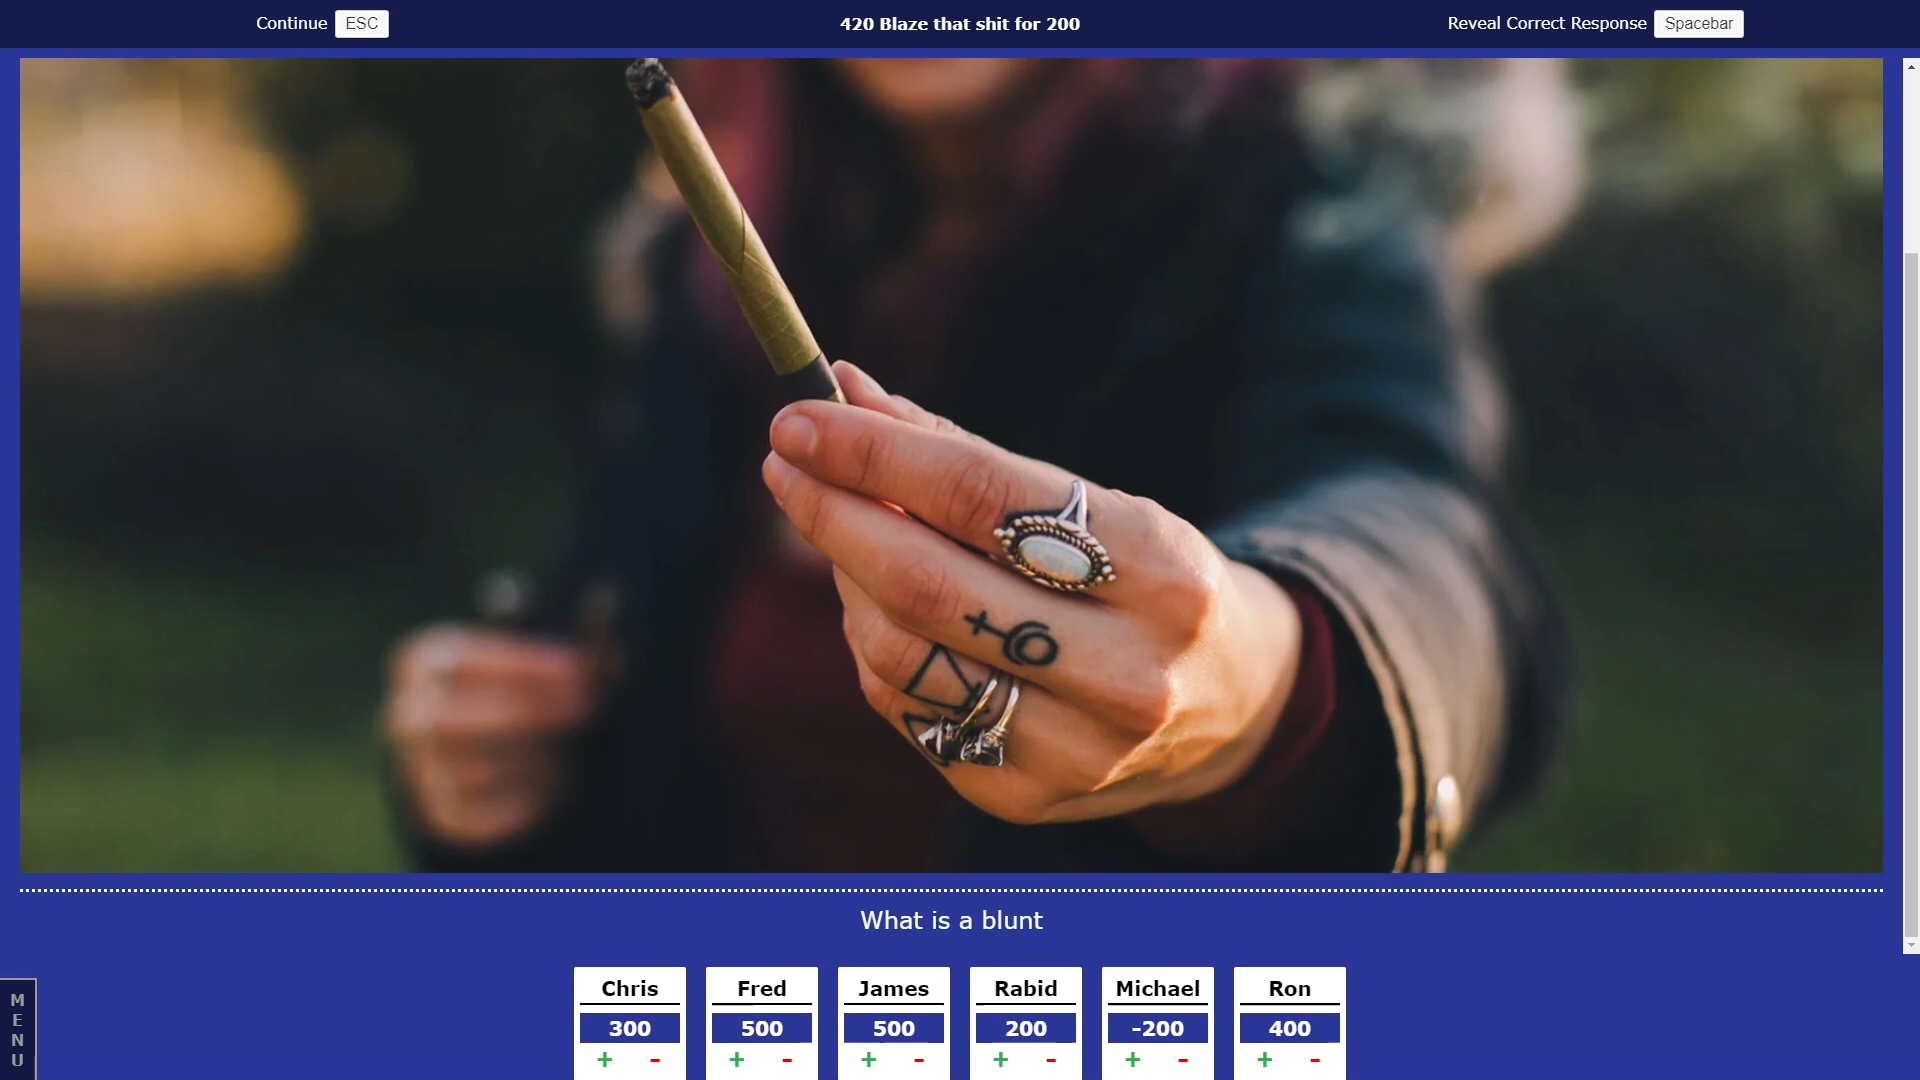 Continue ESC
420 Blaze that shit for 200
Reveal Correct Response Spacebar
What is a blunt
MENU
Chris Fred James Rabid Michael Ron
300 500 500 200 -200 400
+ - + - + - + - + - + -